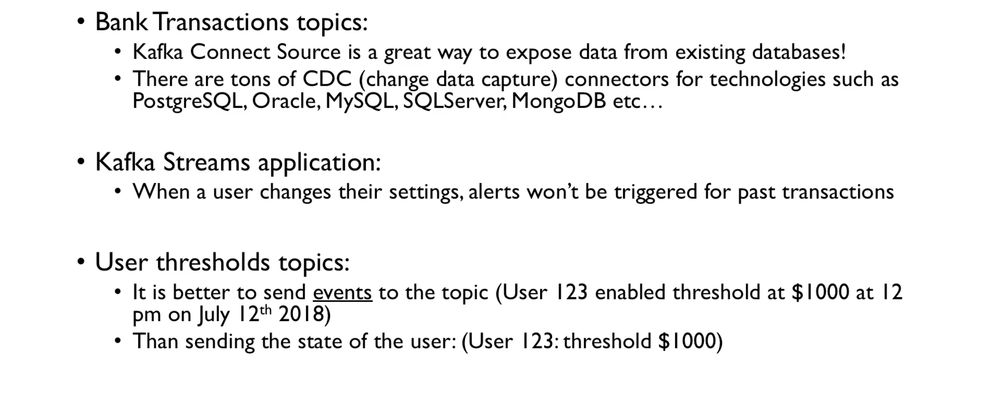 • Bank Transactions topics:
• Kafka Connect Source is a great way to expose data from existing databases!
• There are tons of CDC (change data capture) connectors for technologies such as
PostgreSQL, Oracle, MySQL, SQLServer, MongoDB etc…
• Kafka Streams application:
• When a user changes their settings, alerts won’t be triggered for past transactions
• User thresholds topics:
• It is better to send events to the topic (User 123 enabled threshold at $1000 at 12
pm on July 12th 2018)
• Than sending the state of the user: (User 123: threshold $1000)